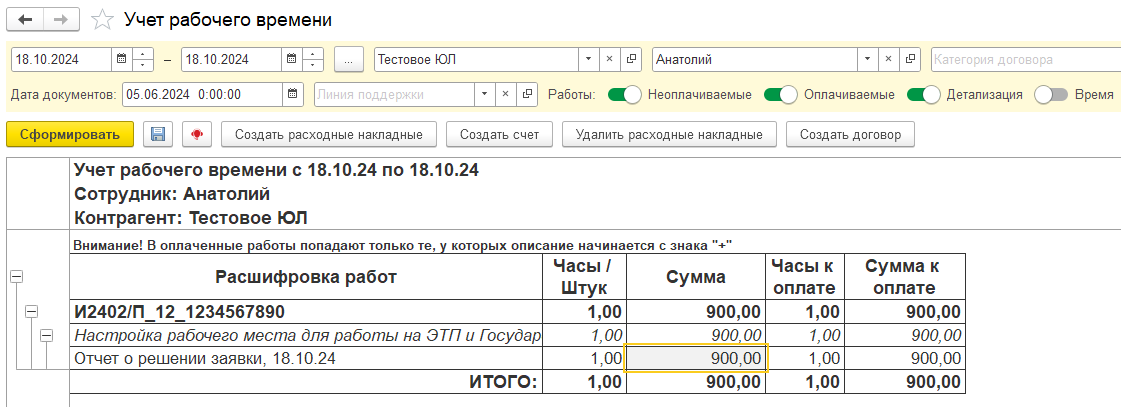 Учет рабочего времени
18.10.2024 – 18.10.2024 ... Тестовое ЮЛ Анатолий Категория договора
Дата документов: 05.06.2024 0:00:00 Линия поддержки Работы: Неоплачиваемые Оплачиваемые Детализация Время
Сформировать Создать расходные накладные Создать счет Удалить расходные накладные Создать договор
Учет рабочего времени с 18.10.24 по 18.10.24
Сотрудник: Анатолий
Контрагент: Тестовое ЮЛ
Внимание! В оплаченные работы попадают только те, у которых описание начинается с знака "+"
Расшифровка работ Часы / Штук Сумма Часы к оплате Сумма к оплате
И2402/П_12_1234567890 1,00 900,00 1,00 900,00
Настройка рабочего места для работы на ЭТП и Государ 1,00 900,00 1,00 900,00
Отчет о решении заявки, 18.10.24 1,00 900,00 1,00 900,00
ИТОГО: 1,00 900,00 1,00 900,00